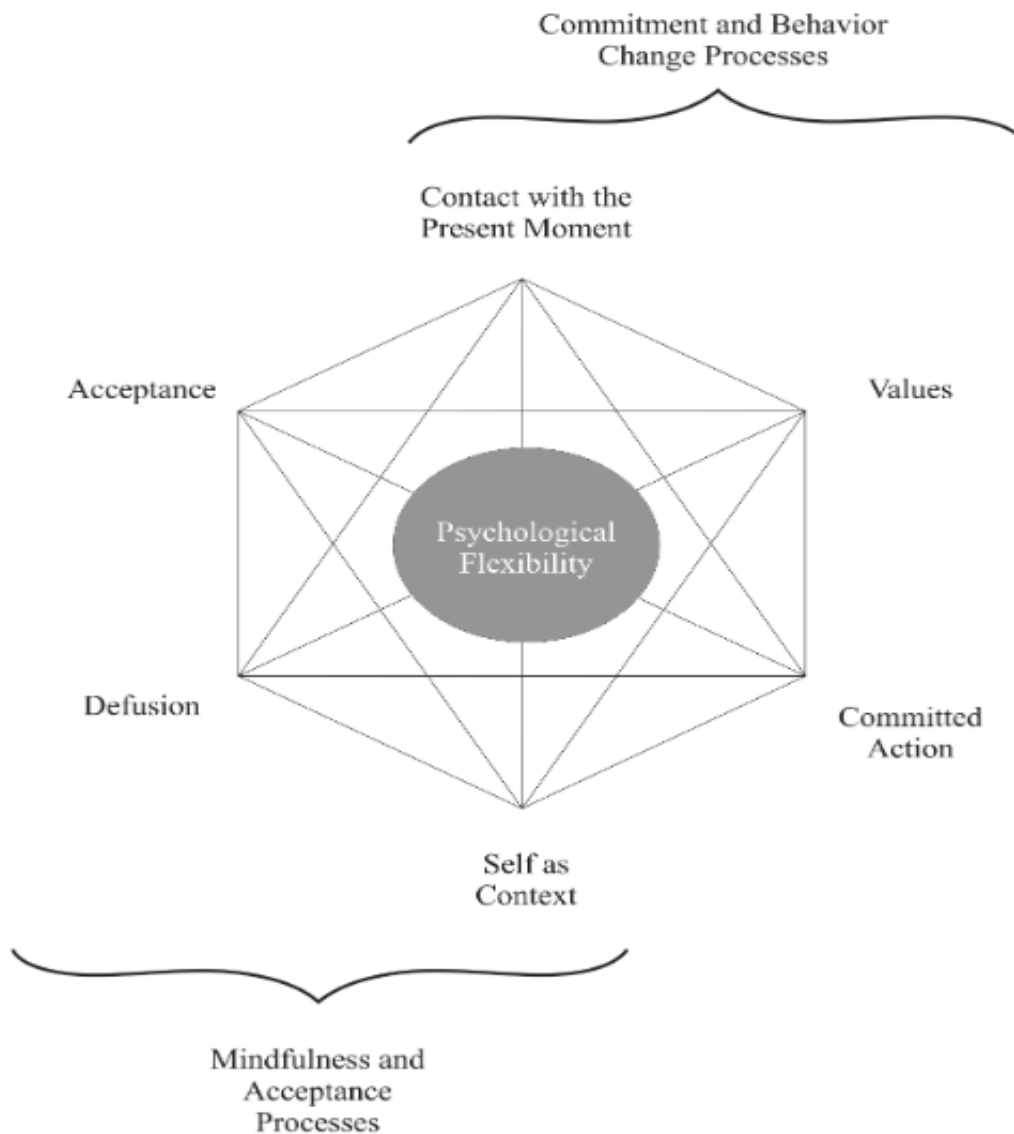 Commitment and Behavior
Change Processes
Contact with the
Present Moment
Acceptance
Values
Psychological
Flexibility
Defusion
Committed
Action
Self as
Context
Mindfulness and
Acceptance
Processes